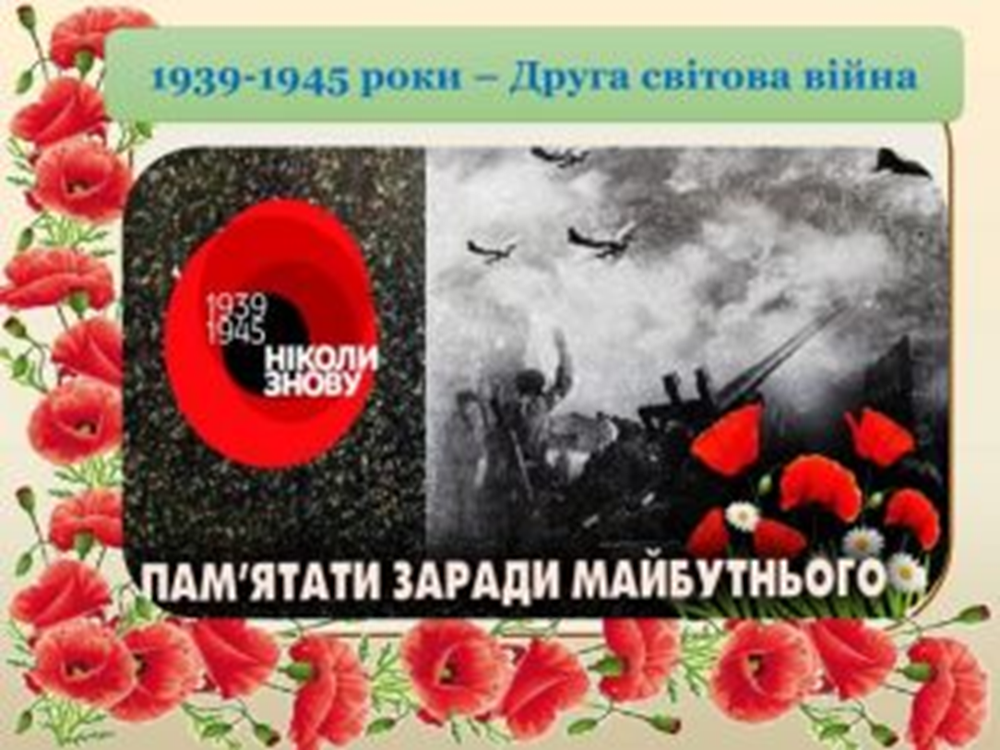 1939-1945 роки – Друга світова війна
1939
1945
НІКОЛИ
ЗНОВУ
ПАМ'ЯТАТИ ЗАРАДИ МАЙБУТНЬОГО